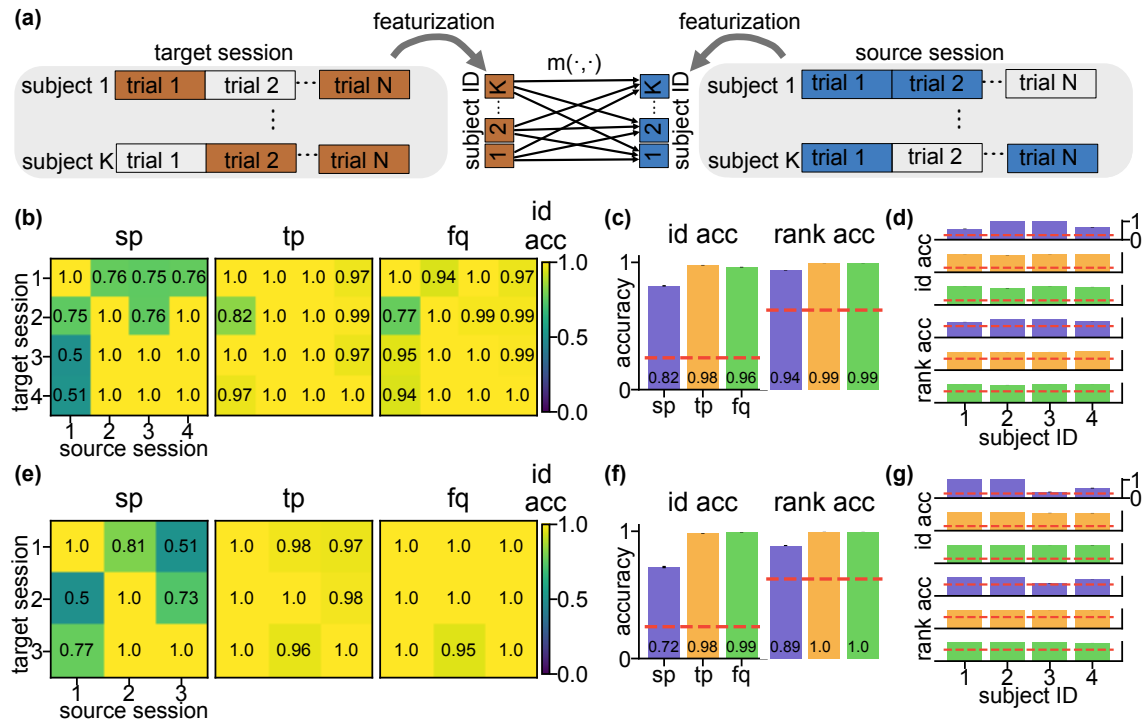 (a)
featurization
featurization
target session
m(·,·)
source session
subject 1 trial 1 trial 2 ··· trial N
subject K trial 1 trial 2 ··· trial N
subject ID
1 2 ··· K
1 2 ··· K
subject ID
subject 1 trial 1 trial 2 ··· trial N
subject K trial 1 trial 2 ··· trial N
(b)
sp tp fq
id
acc
target session
1 1.0 0.76 0.75 0.76 1.0 1.0 1.0 0.97 1.0 0.94 1.0 0.97
2 0.75 1.0 0.76 1.0 0.82 1.0 1.0 0.99 0.77 1.0 0.99 0.99
3 0.5 1.0 1.0 1.0 1.0 1.0 1.0 0.97 0.95 1.0 1.0 0.99
4 0.51 1.0 1.0 1.0 0.97 1.0 1.0 1.0 0.94 1.0 1.0 1.0
1 2 3 4
source session
1.0
0.5
0.0
(c)
id acc rank acc
accuracy
1
0
0.82 0.98 0.96 0.94 0.99 0.99
sp tp fq
(d)
1
0
id acc
rank acc
1 2 3 4
subject ID
(e)
sp tp fq
id
acc
target session
1 1.0 0.81 0.51 1.0 0.98 0.97 1.0 1.0 1.0
2 0.5 1.0 0.73 1.0 1.0 0.98 1.0 1.0 1.0
3 0.77 1.0 1.0 1.0 0.96 1.0 1.0 0.95 1.0
1 2 3
source session
1.0
0.5
0.0
(f)
id acc rank acc
accuracy
1
0
0.72 0.98 0.99 0.89 1.0 1.0
sp tp fq
(g)
1
0
id acc
rank acc
1 2 3 4
subject ID